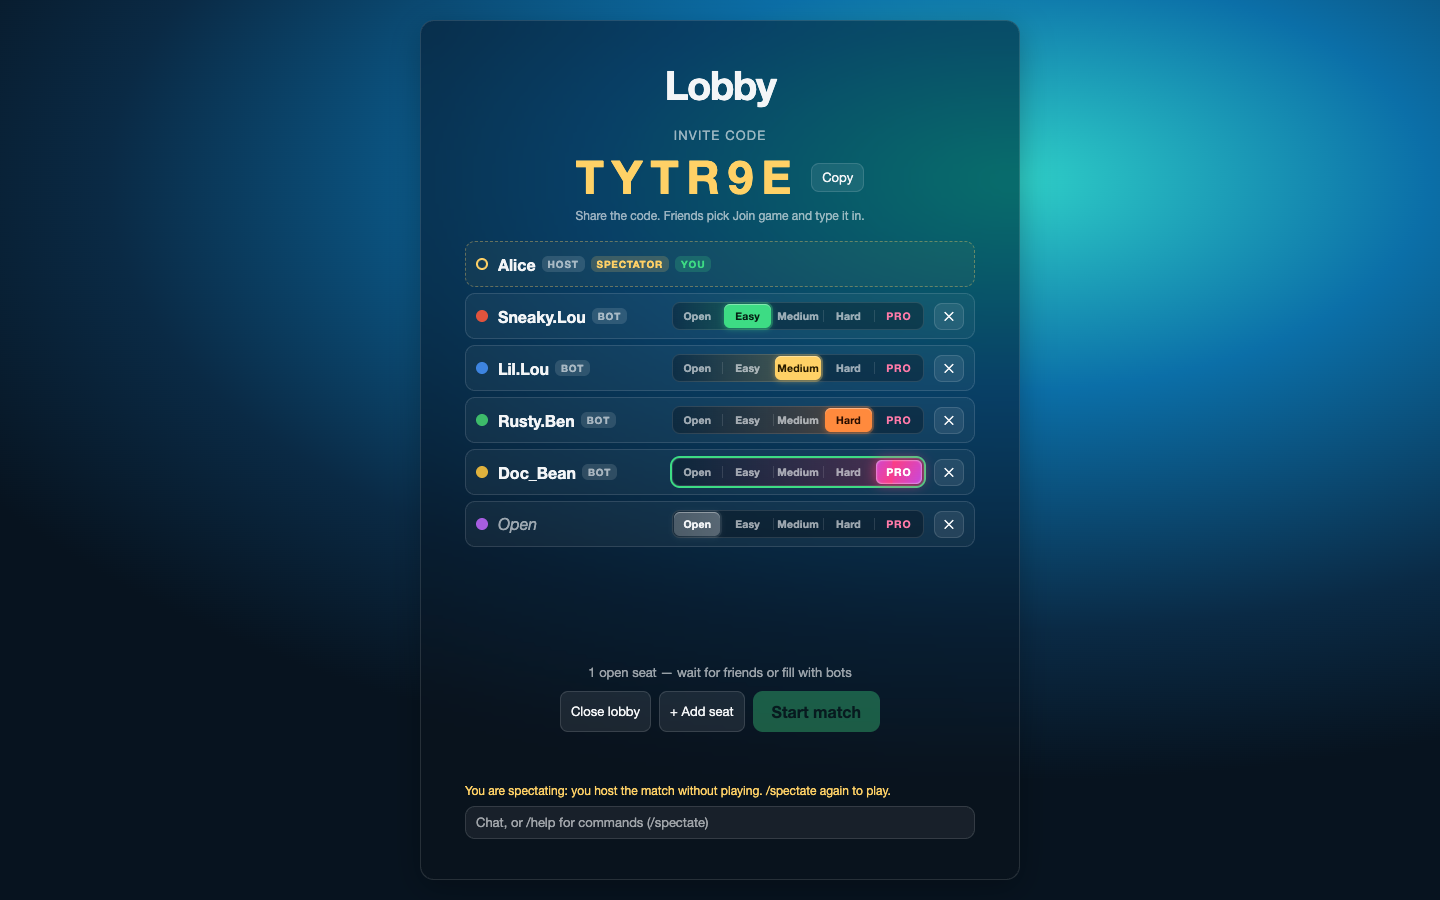 Lobby
INVITE CODE
TYTR9E Copy
Share the code. Friends pick Join game and type it in.
Alice HOST SPECTATOR YOU
Sneaky.Lou BOT Open Easy Medium Hard PRO ×
Lil.Lou BOT Open Easy Medium Hard PRO ×
Rusty.Ben BOT Open Easy Medium Hard PRO ×
Doc_Bean BOT Open Easy Medium Hard PRO ×
Open Open Easy Medium Hard PRO ×
1 open seat — wait for friends or fill with bots
Close lobby + Add seat Start match
You are spectating: you host the match without playing. /spectate again to play.
Chat, or /help for commands (/spectate)